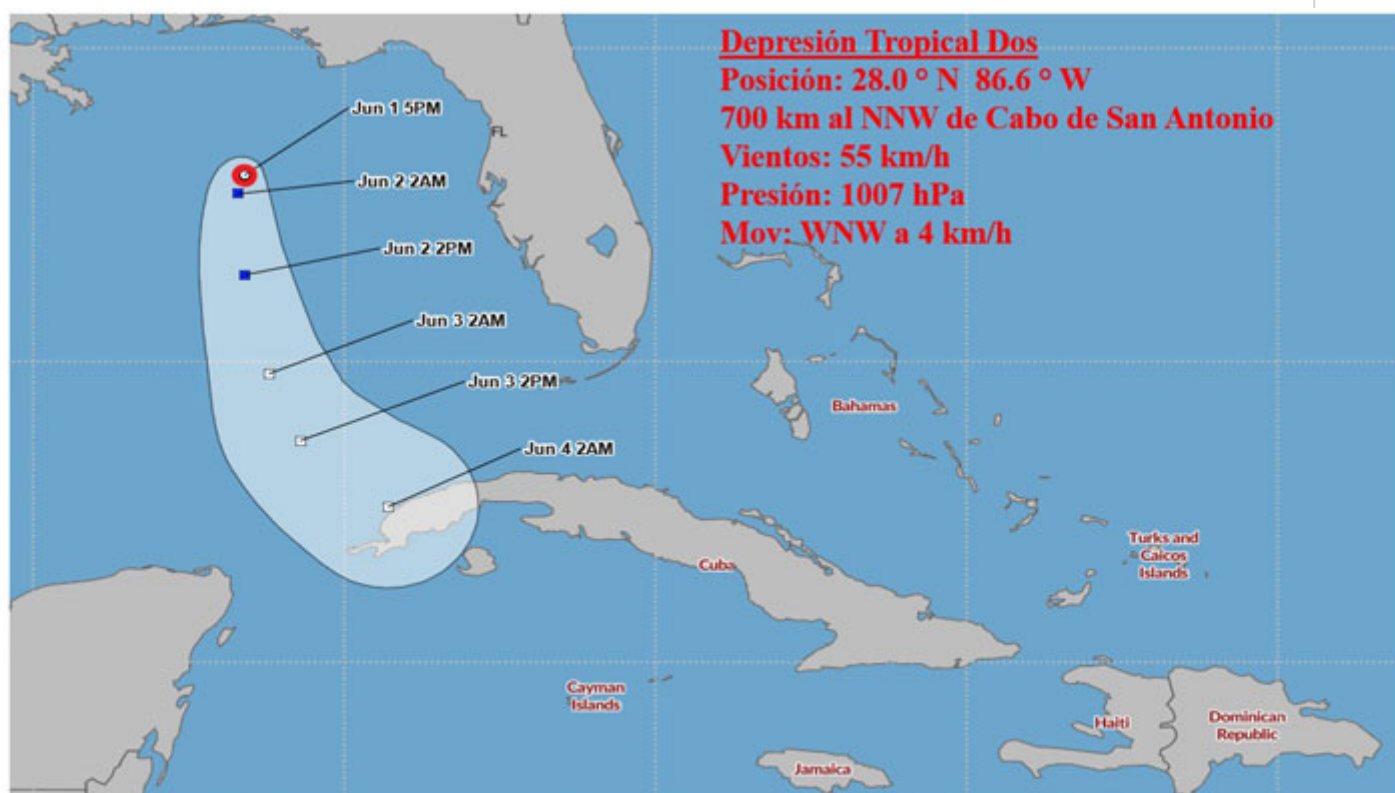 Depresión Tropical Dos
Posición: 28.0 ° N  86.6 ° W
700 km al NNW de Cabo de San Antonio
Vientos: 55 km/h
Presión: 1007 hPa
Mov: WNW a 4 km/h
Jun 1 5PM
FL
Jun 2 2AM
Jun 2 2PM
Jun 3 2AM
Jun 3 2PM
Bahamas
Jun 4 2AM
Turks and
Caicos
Islands
Cuba
Cayman
Islands
Haiti
Dominican
Republic
Jamaica